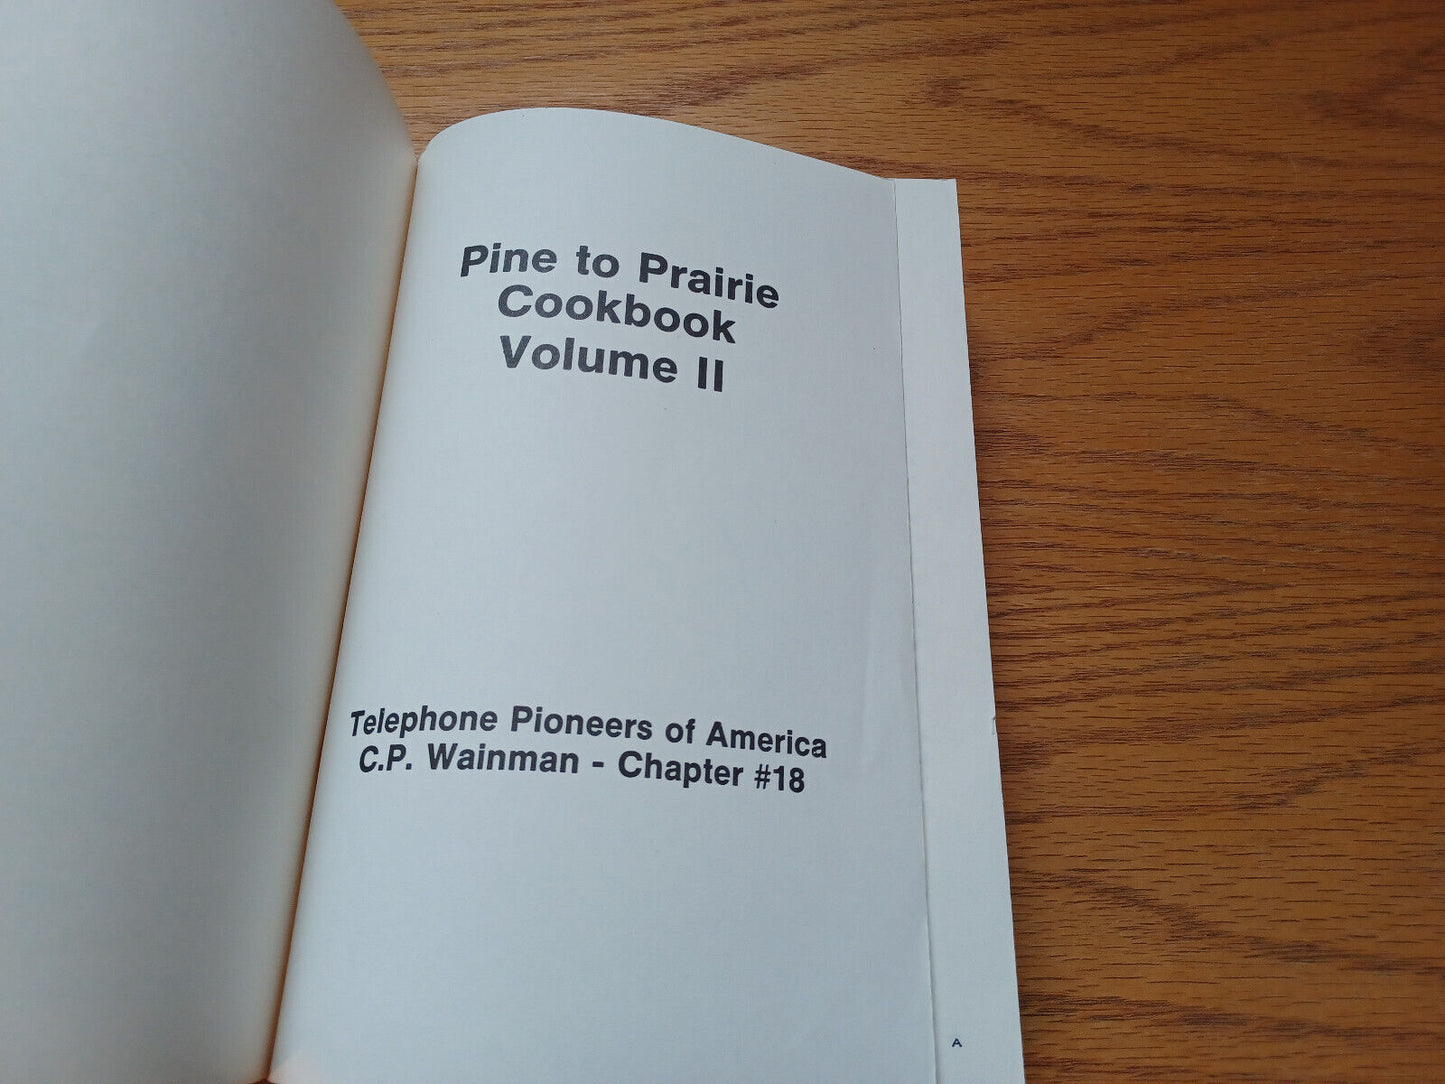 Pine to Prairie
Cookbook
Volume II
Telephone Pioneers of America
C.P. Wainman - Chapter #18
A